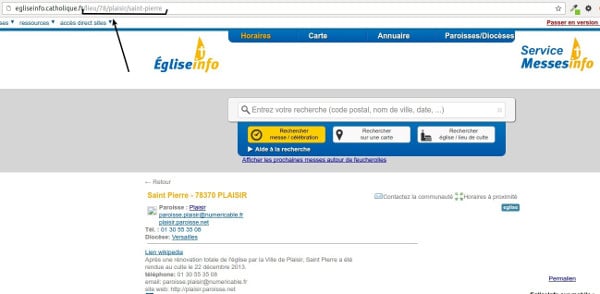 egliseinfo.catholique.fr/lieu/78/plaisir/saint-pierre
ses ▾ ressources ▾ accès direct sites ▾ Passer en version
Horaires Carte Annuaire Paroisses/Diocèses
Égliseinfo
Service
Messesinfo
Entrez votre recherche (code postal, nom de ville, date, ...)
Rechercher
messe / célébration
Rechercher
sur une carte
Rechercher
église / lieu de culte
▶ Aide à la recherche
Afficher les prochaines messes autour de feucherolles
← Retour
Saint Pierre - 78370 PLAISIR
Contactez la communauté Horaires à proximité
Paroisse : Plaisir
eglise
paroisse.plaisir@numericable.fr
plaisir.paroisse.net
Tél. : 01 30 55 35 08
Diocèse: Versailles
Lien wikipedia
Après une rénovation totale de l'église par la Ville de Plaisir, Saint Pierre a été
rendue au culte le 22 décembre 2013.
téléphone: 01 30 55 35 08
email: paroisse.plaisir@numericable.fr
site web: http://plaisir.paroisse.net
Permalien